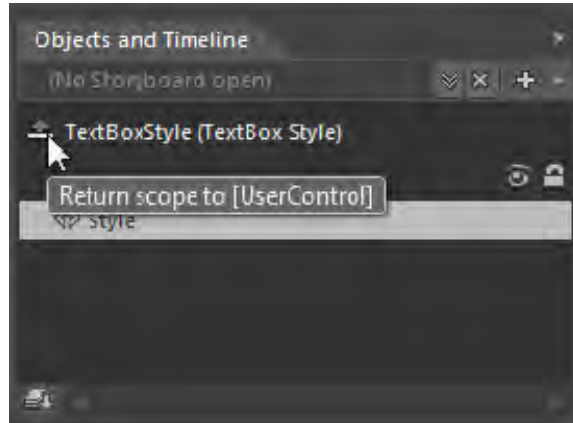 Objects and Timeline
(No Storyboard open)
TextBoxStyle (TextBox Style)
Return scope to [UserControl]
Style